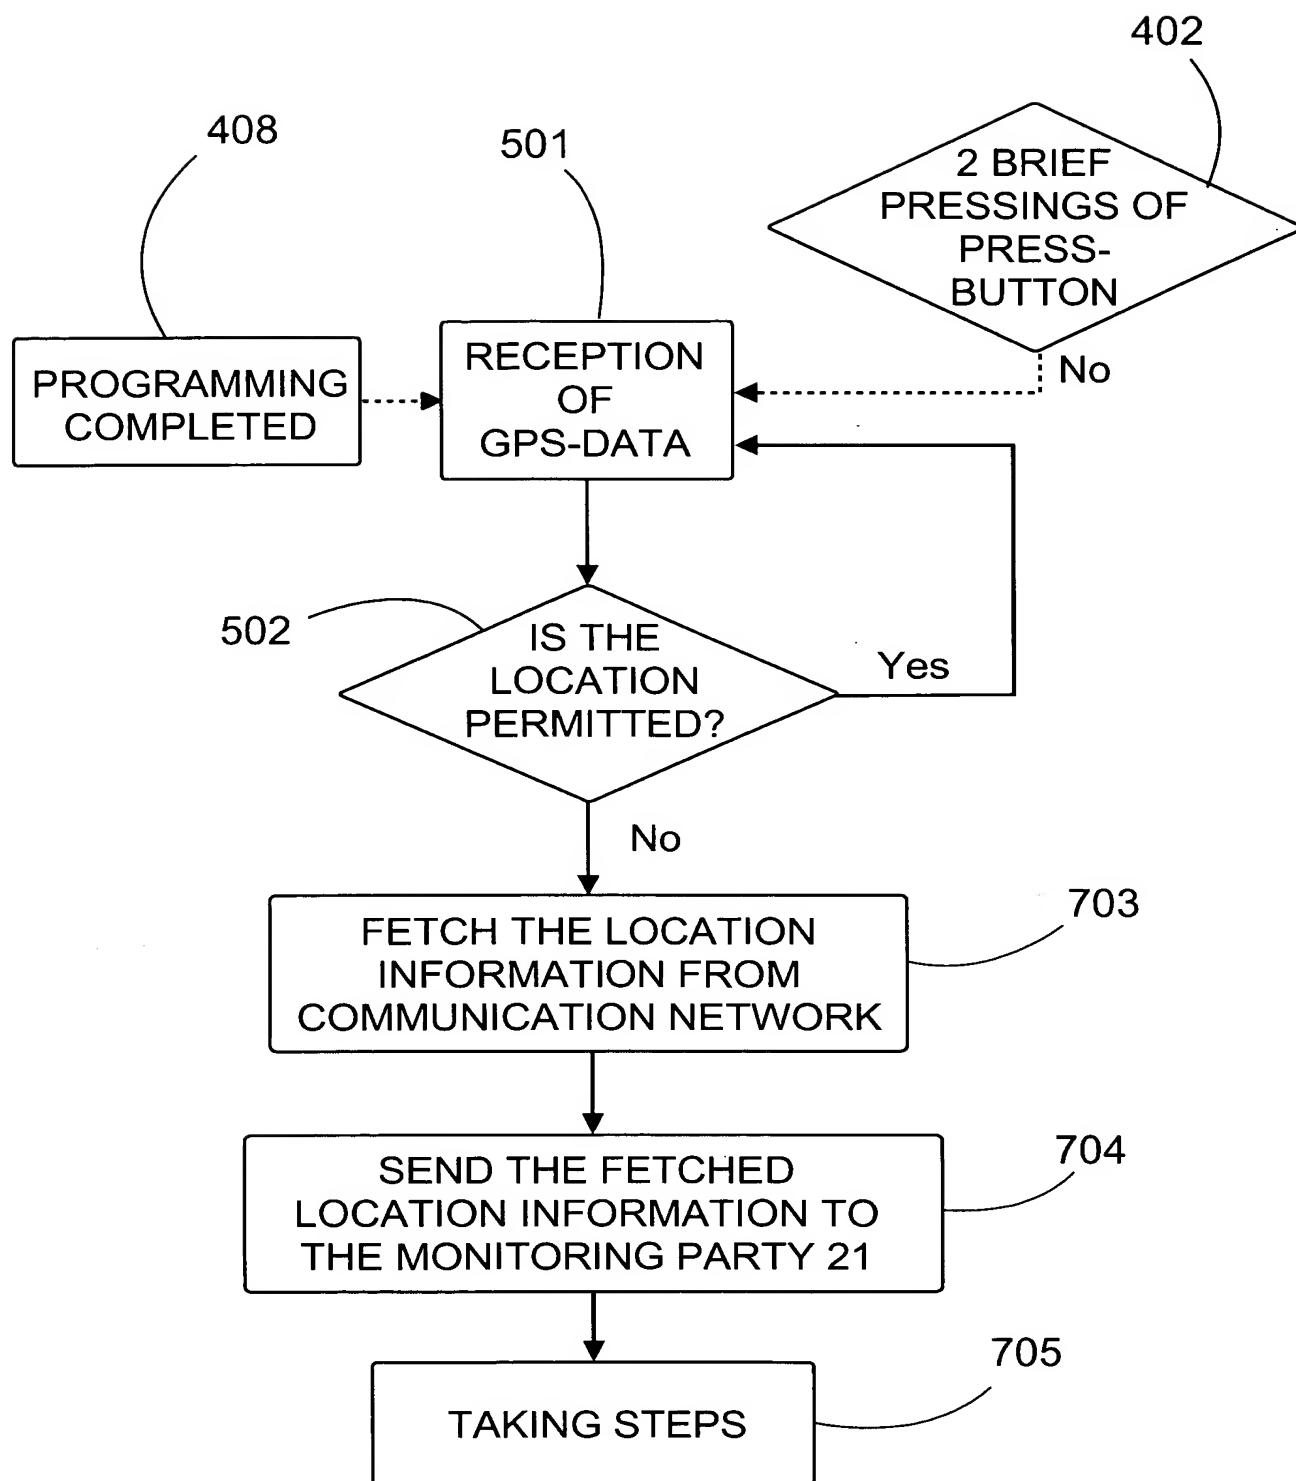 402
408
501
2 BRIEF
PRESSINGS OF
PRESS-
BUTTON
No
PROGRAMMING
COMPLETED
RECEPTION
OF
GPS-DATA
502
IS THE
LOCATION
PERMITTED?
Yes
No
703
FETCH THE LOCATION
INFORMATION FROM
COMMUNICATION NETWORK
704
SEND THE FETCHED
LOCATION INFORMATION TO
THE MONITORING PARTY 21
705
TAKING STEPS